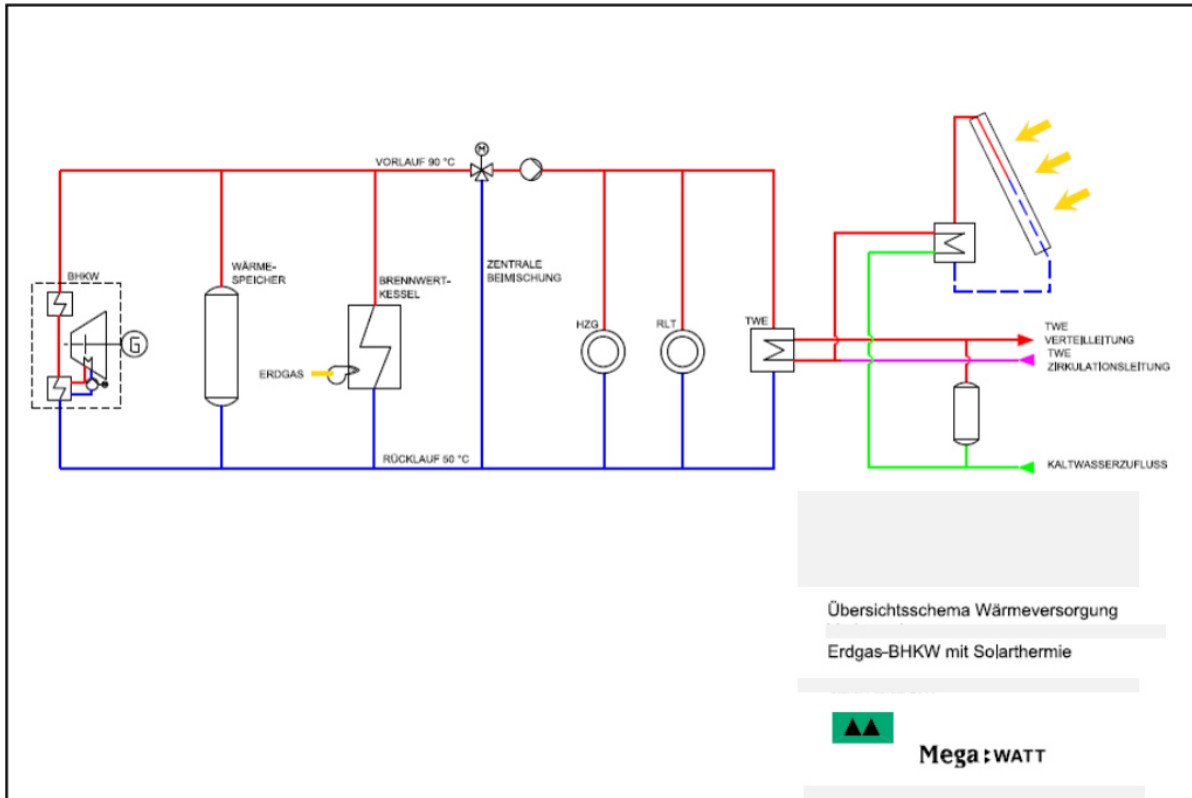 VORLAUF 90 °C
M
BHKW
WÄRME-
SPEICHER
BRENNWERT-
KESSEL
ZENTRALE
BEIMISCHUNG
G
ERDGAS
HZG
RLT
TWE
TWE
VERTEILLEITUNG
TWE
ZIRKULATIONSLEITUNG
RÜCKLAUF 50 °C
KALTWASSERZUFLUSS
Übersichtsschema Wärmeversorgung
Erdgas-BHKW mit Solarthermie
Mega:WATT